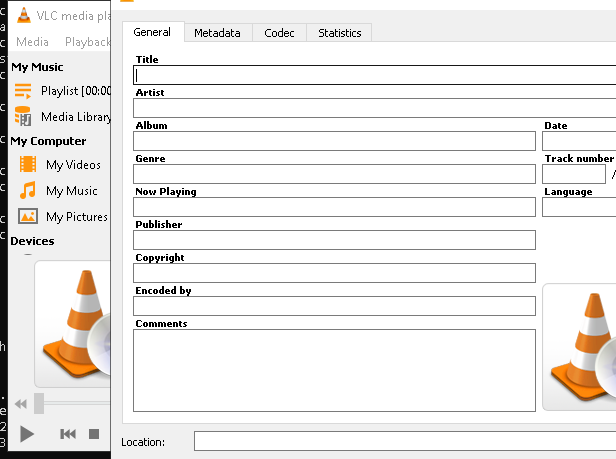 VLC media pla
Media Playback
My Music
Playlist [00:00
Media Library
My Computer
My Videos
My Music
My Pictures
Devices
General Metadata Codec Statistics
Title
Artist
Album Date
Genre Track number
/
Now Playing Language
Publisher
Copyright
Encoded by
Comments
Location: